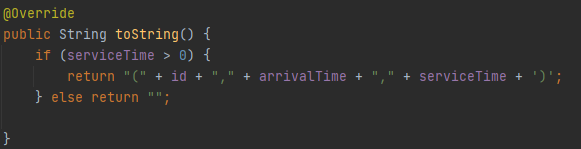 @Override
public String toString() {
    if (serviceTime > 0) {
        return "(" + id + "," + arrivalTime + "," + serviceTime + ')';
    } else return "";
}